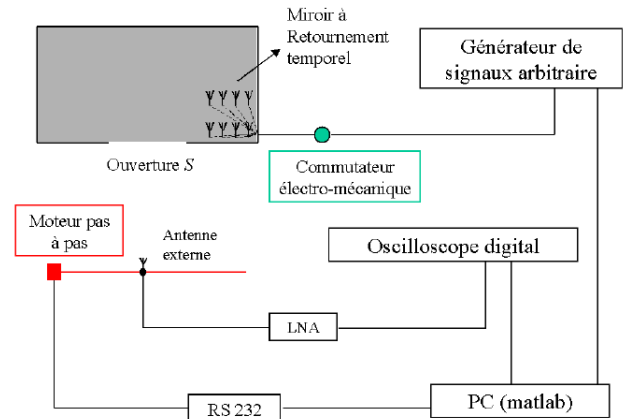 Miroir à
Retournement
temporel
Générateur de
signaux arbitraire
Ouverture S
Commutateur
électro-mécanique
Moteur pas
à pas
Antenne
externe
Oscilloscope digital
LNA
RS 232
PC (matlab)